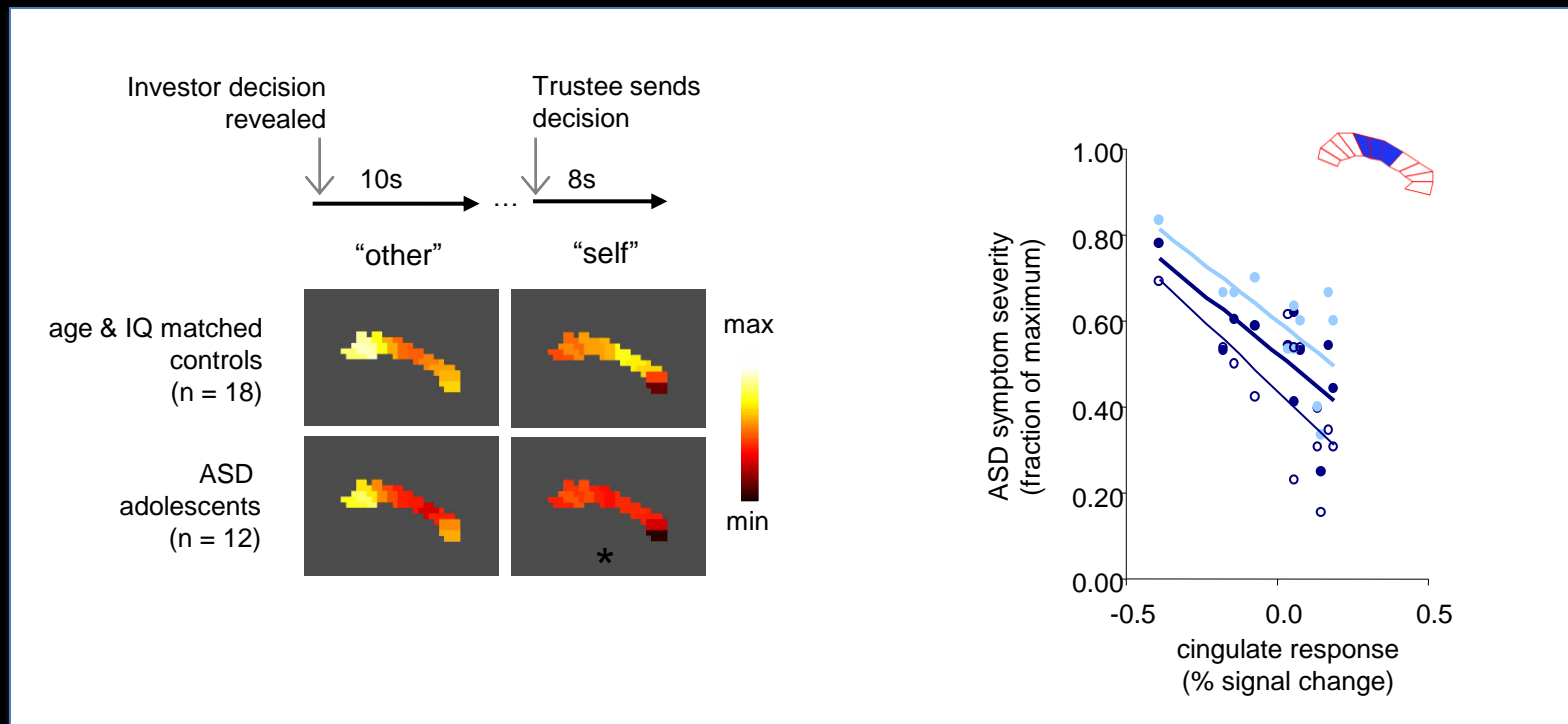 Investor decision
revealed
Trustee sends
decision
10s
...
8s
“other”
“self”
age & IQ matched
controls
(n = 18)
ASD
adolescents
(n = 12)
*
max
min
1.00
0.80
0.60
0.40
0.20
0.00
-0.5
0.0
0.5
ASD symptom severity
(fraction of maximum)
cingulate response
(% signal change)